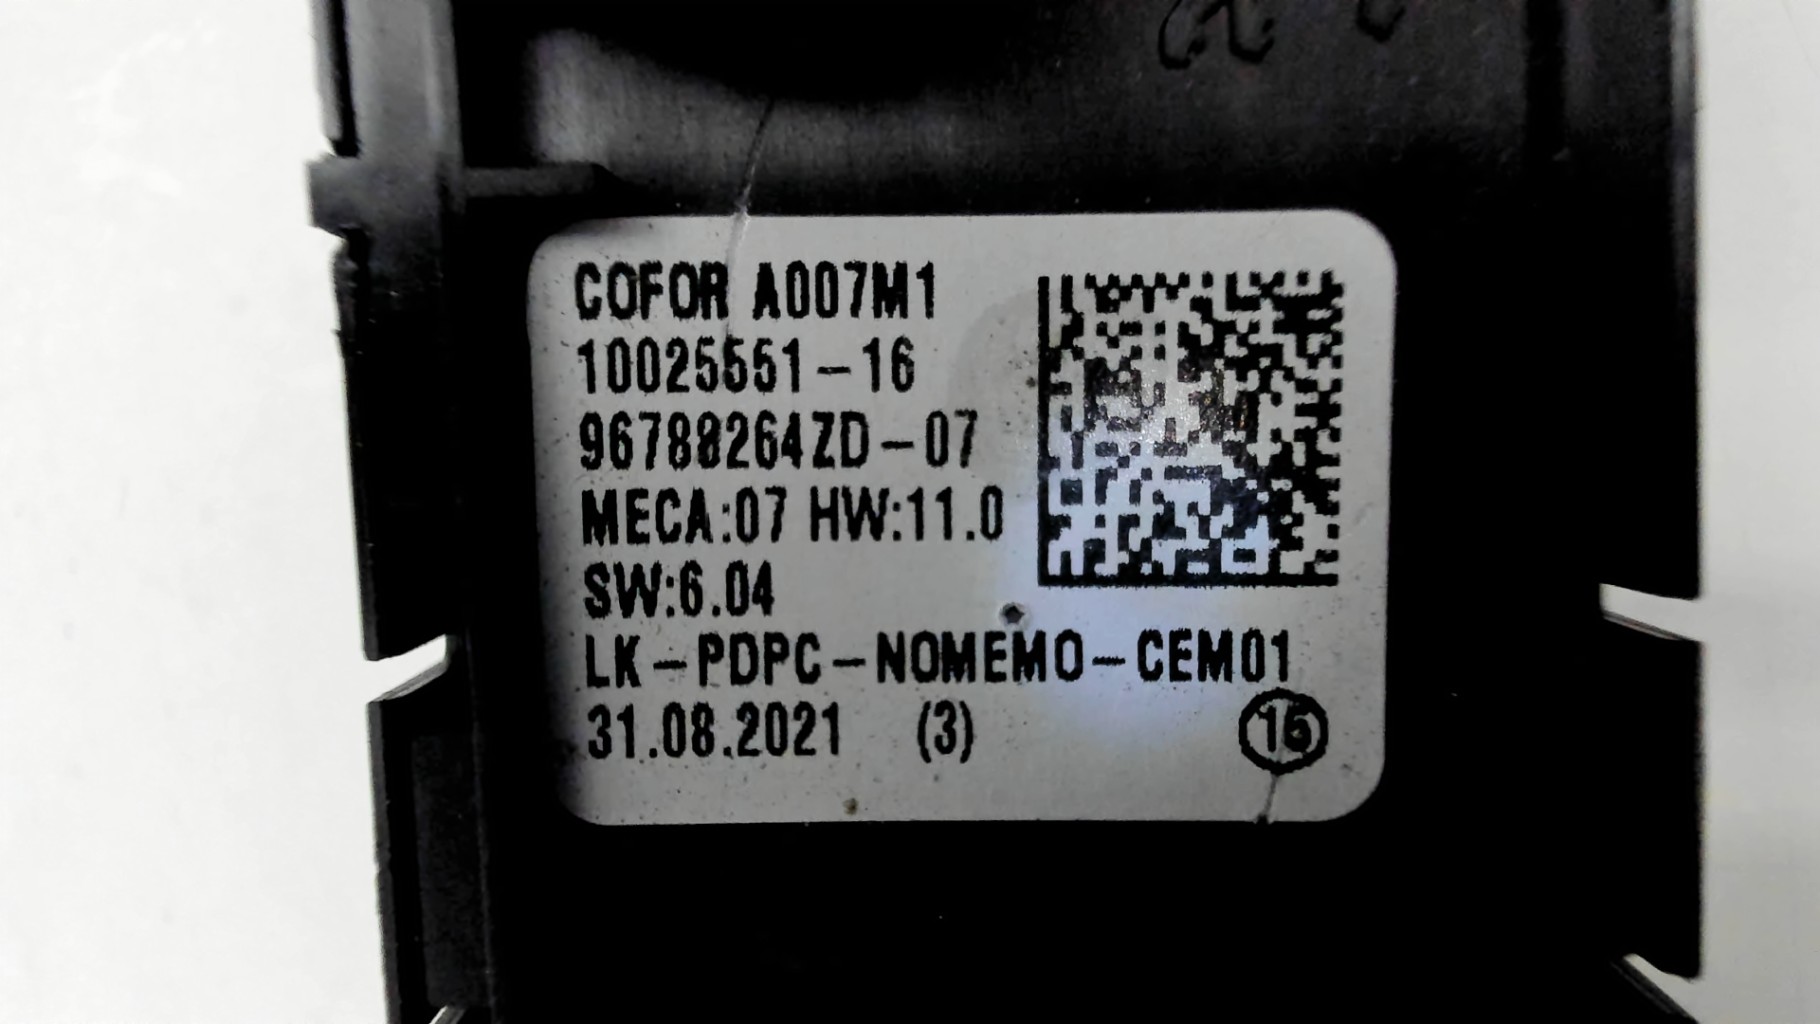 COFOR A007M1
10025551-16
96788264ZD-07
MECA:07 HW:11.0
SW:6.04
LK-PDPC-NOMEMO-CEM01
31.08.2021 (3) 16